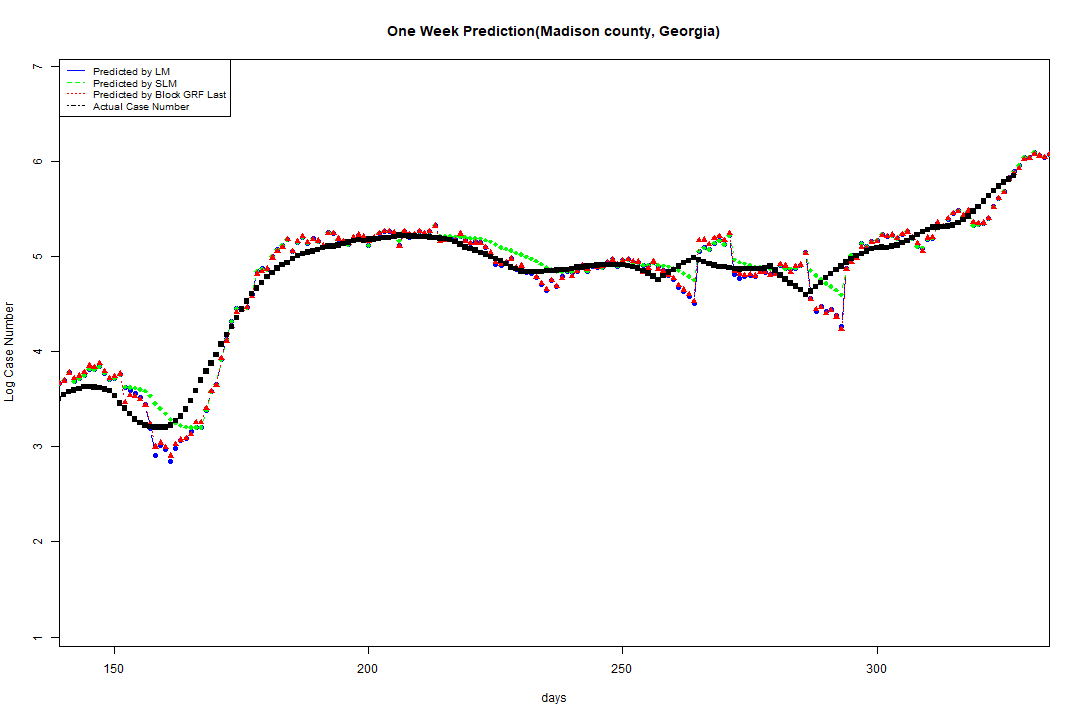 One Week Prediction(Madison county, Georgia)
7
Predicted by LM
Predicted by SLM
Predicted by Block GRF Last
Actual Case Number
6
5
4
3
2
1
Log Case Number
150
200
250
300
days